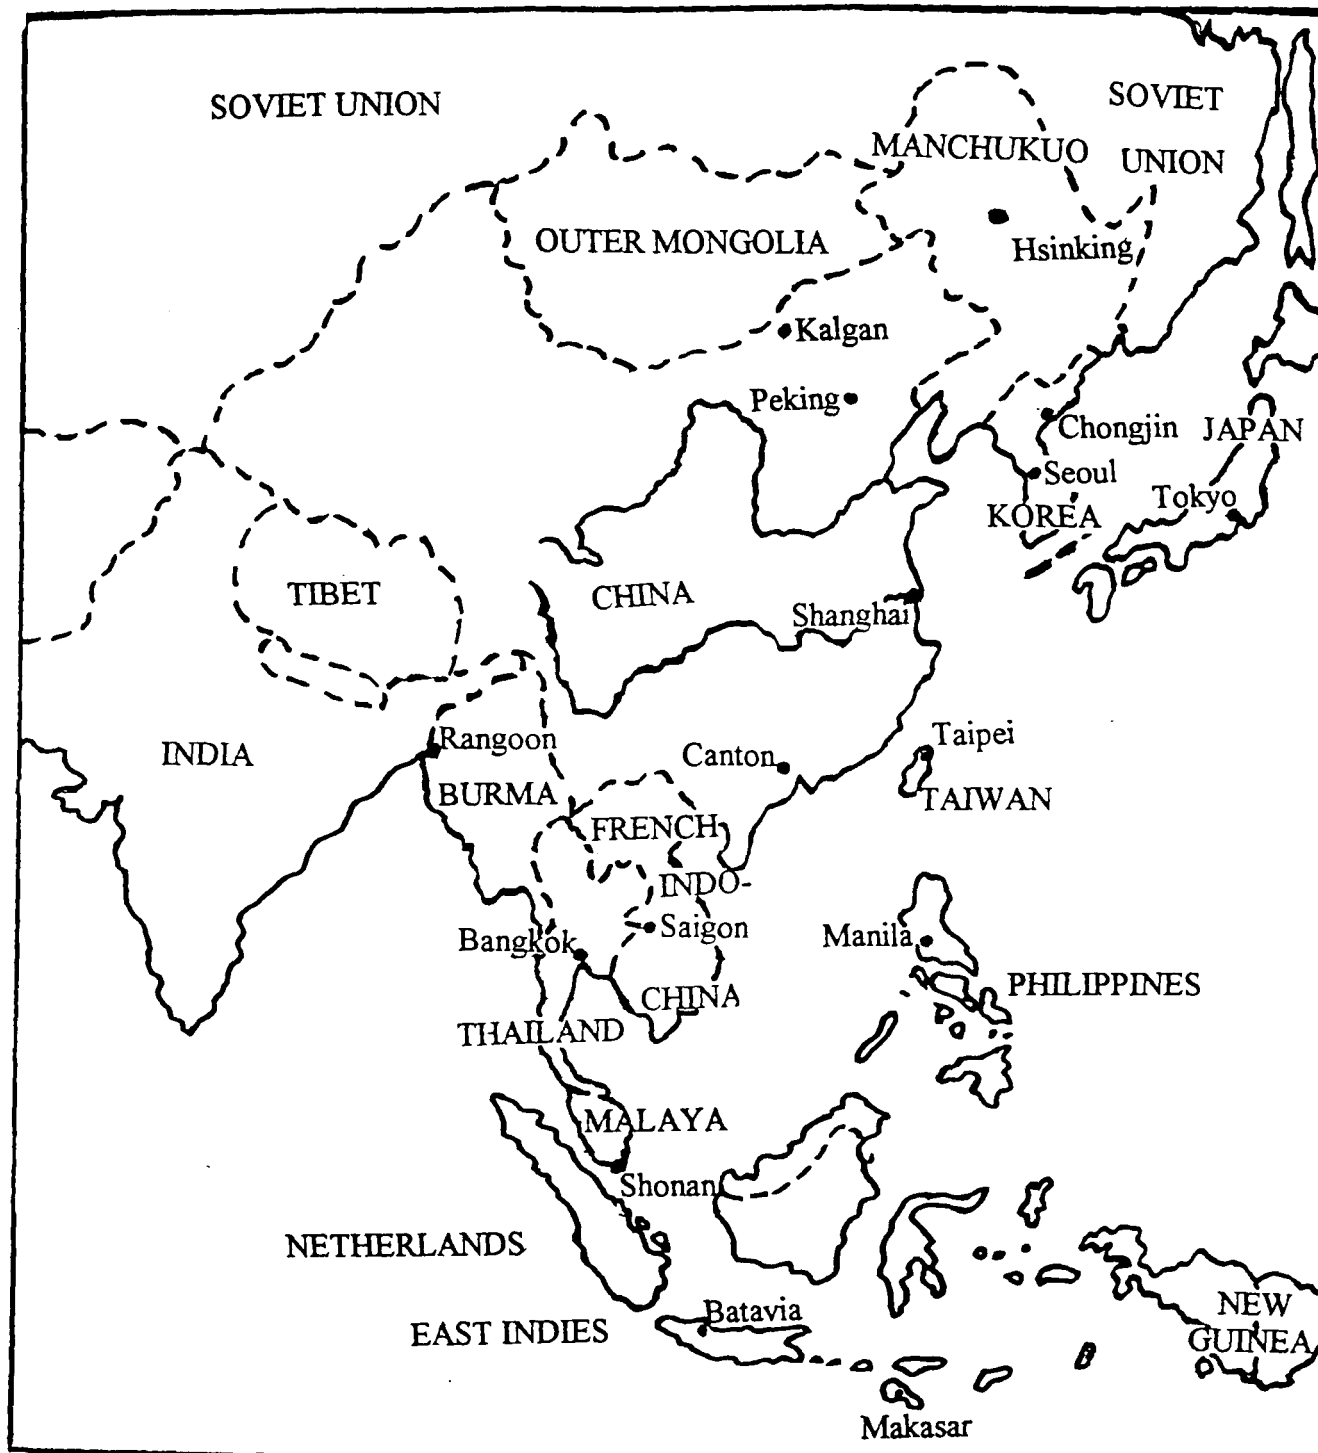 SOVIET UNION
SOVIET
UNION
MANCHUKUO
OUTER MONGOLIA
Hsinking
Kalgan
Peking
Chongjin
JAPAN
Seoul
Tokyo
KOREA
TIBET
CHINA
Shanghai
INDIA
Rangoon
BURMA
Canton
Taipei
TAIWAN
FRENCH
INDO-
CHINA
Saigon
Bangkok
Manila
PHILIPPINES
THAILAND
MALAYA
Shonan
NETHERLANDS
EAST INDIES
Batavia
NEW
GUINEA
Makasar